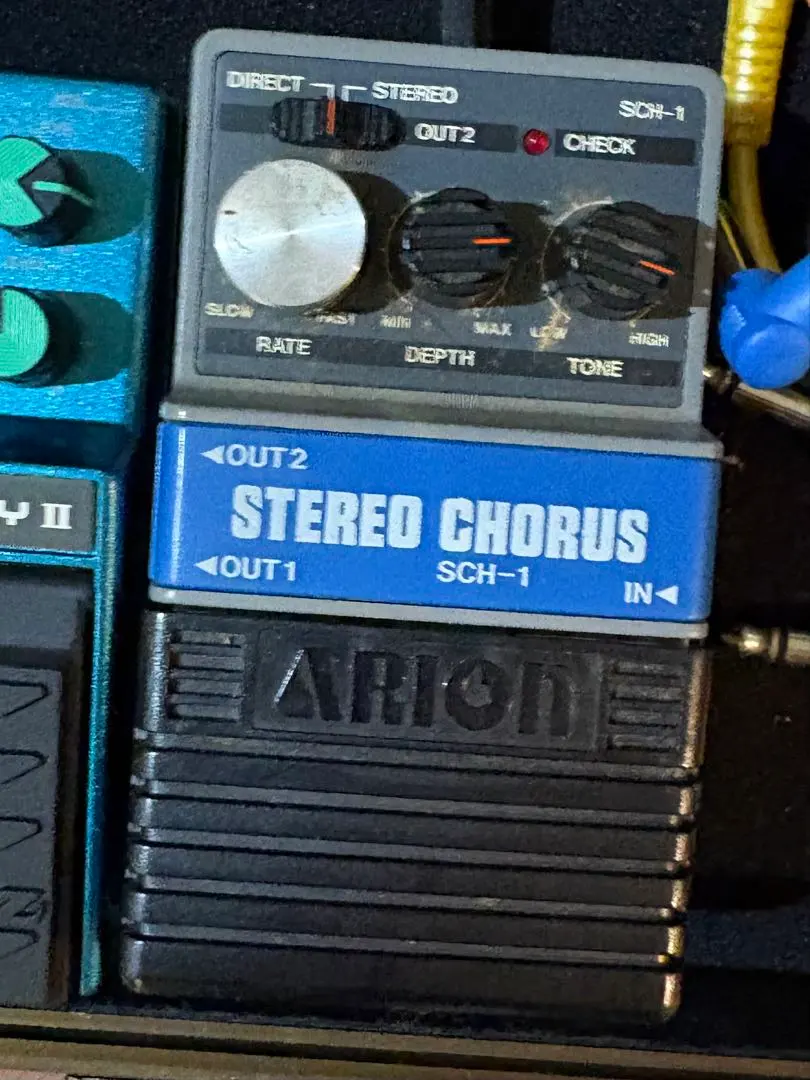 DIRECT STEREO
SCH-1
OUT2
CHECK
SLOW FAST MIN MAX LOW HIGH
RATE DEPTH TONE
◄OUT2
STEREO CHORUS
◄OUT1 SCH-1 IN◄
Y II
ARION